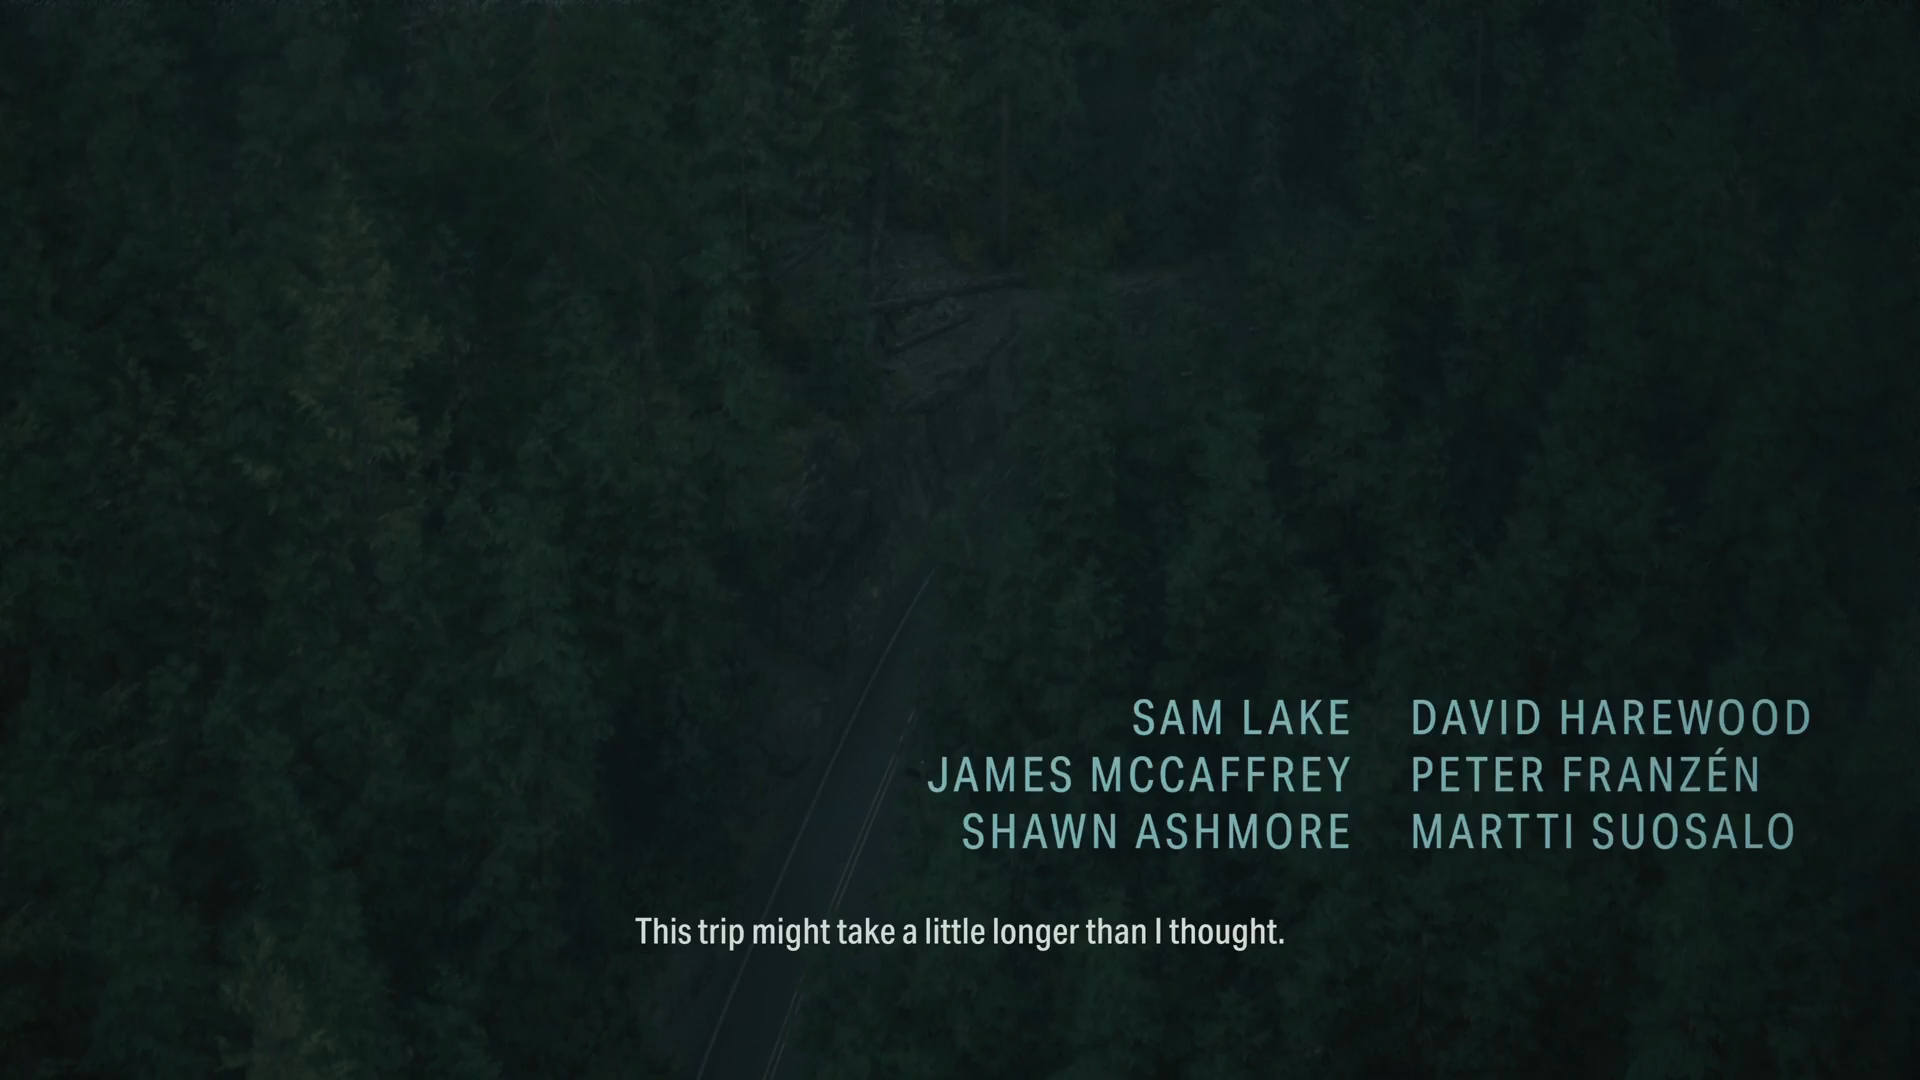 SAM LAKE DAVID HAREWOOD
JAMES MCCAFFREY PETER FRANZÉN
SHAWN ASHMORE MARTTI SUOSALO
This trip might take a little longer than I thought.